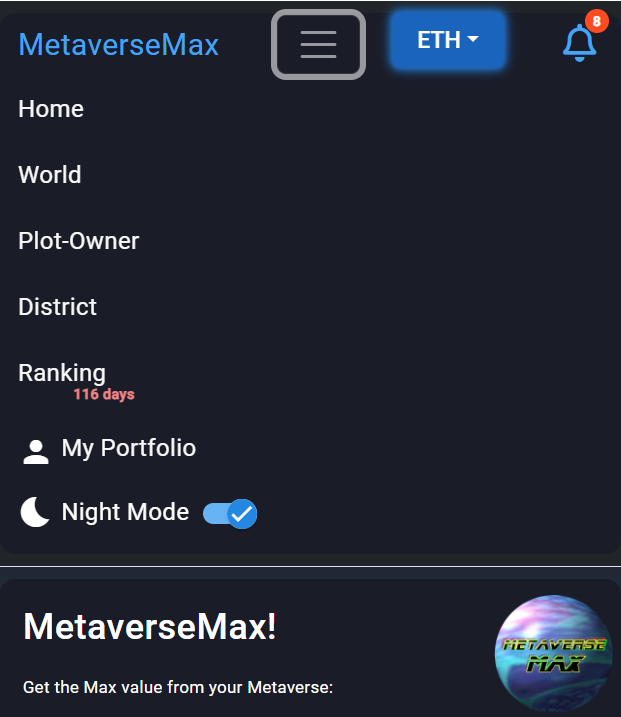 MetaverseMax
ETH
8
Home
World
Plot-Owner
District
Ranking
116 days
My Portfolio
Night Mode
MetaverseMax!
METAVERSE
MAX
Get the Max value from your Metaverse: